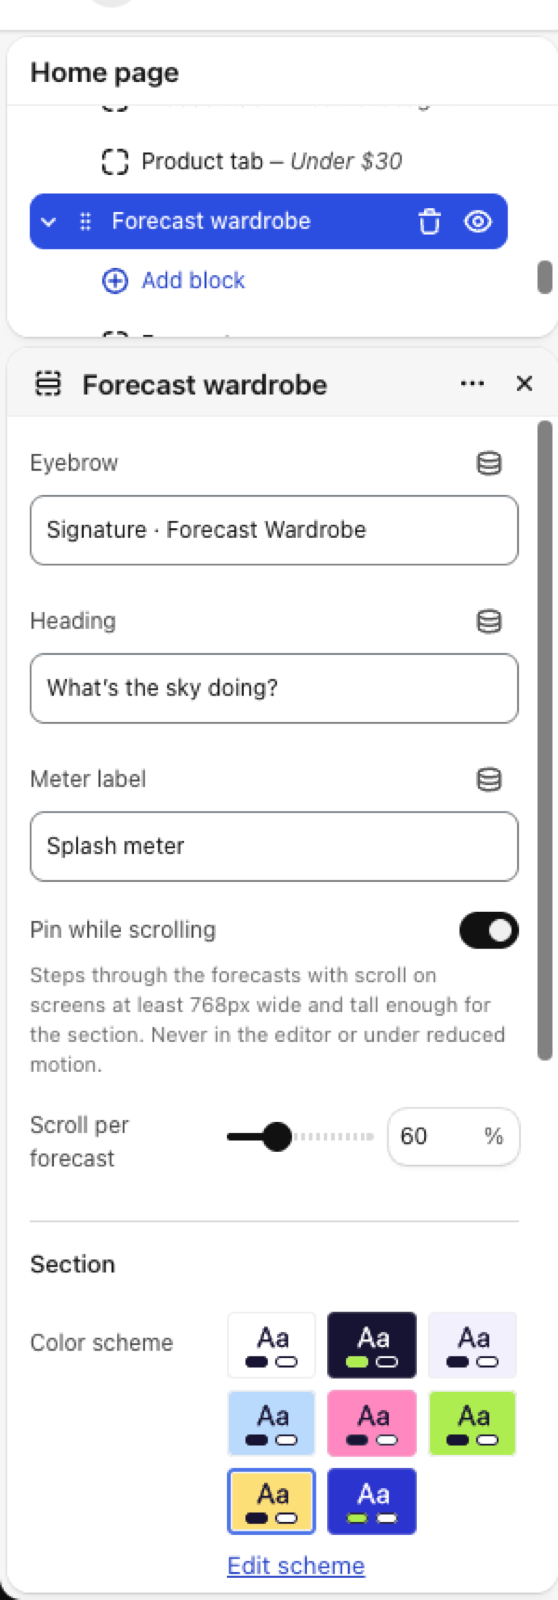 Home page
Product tab – Under $30
Forecast wardrobe
Add block
Forecast wardrobe
Eyebrow
Signature · Forecast Wardrobe
Heading
What's the sky doing?
Meter label
Splash meter
Pin while scrolling
Steps through the forecasts with scroll on
screens at least 768px wide and tall enough for
the section. Never in the editor or under reduced
motion.
Scroll per
forecast
60 %
Section
Color scheme
Aa Aa Aa
Aa Aa Aa
Aa Aa
Edit scheme